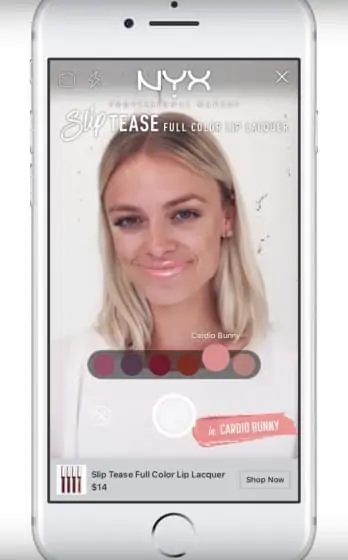 NYX
PROFESSIONAL MAKEUP
Slip TEASE FULL COLOR LIP LACQUER
Cardio Bunny
in CARDIO BUNNY
Slip Tease Full Color Lip Lacquer
$14
Shop Now